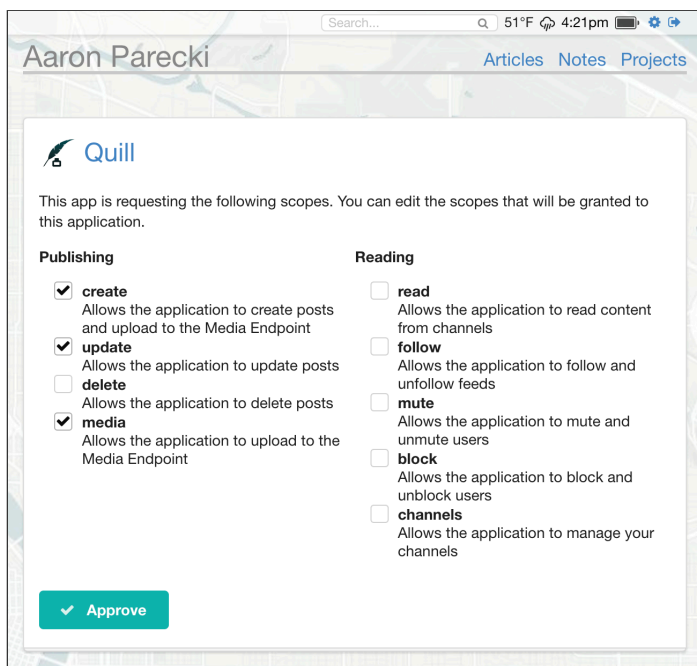 Search...
51°F 4:21pm
Aaron Parecki
Articles Notes Projects
Quill
This app is requesting the following scopes. You can edit the scopes that will be granted to
this application.
Publishing
create
Allows the application to create posts
and upload to the Media Endpoint
update
Allows the application to update posts
delete
Allows the application to delete posts
media
Allows the application to upload to the
Media Endpoint
Reading
read
Allows the application to read content
from channels
follow
Allows the application to follow and
unfollow feeds
mute
Allows the application to mute and
unmute users
block
Allows the application to block and
unblock users
channels
Allows the application to manage your
channels
Approve